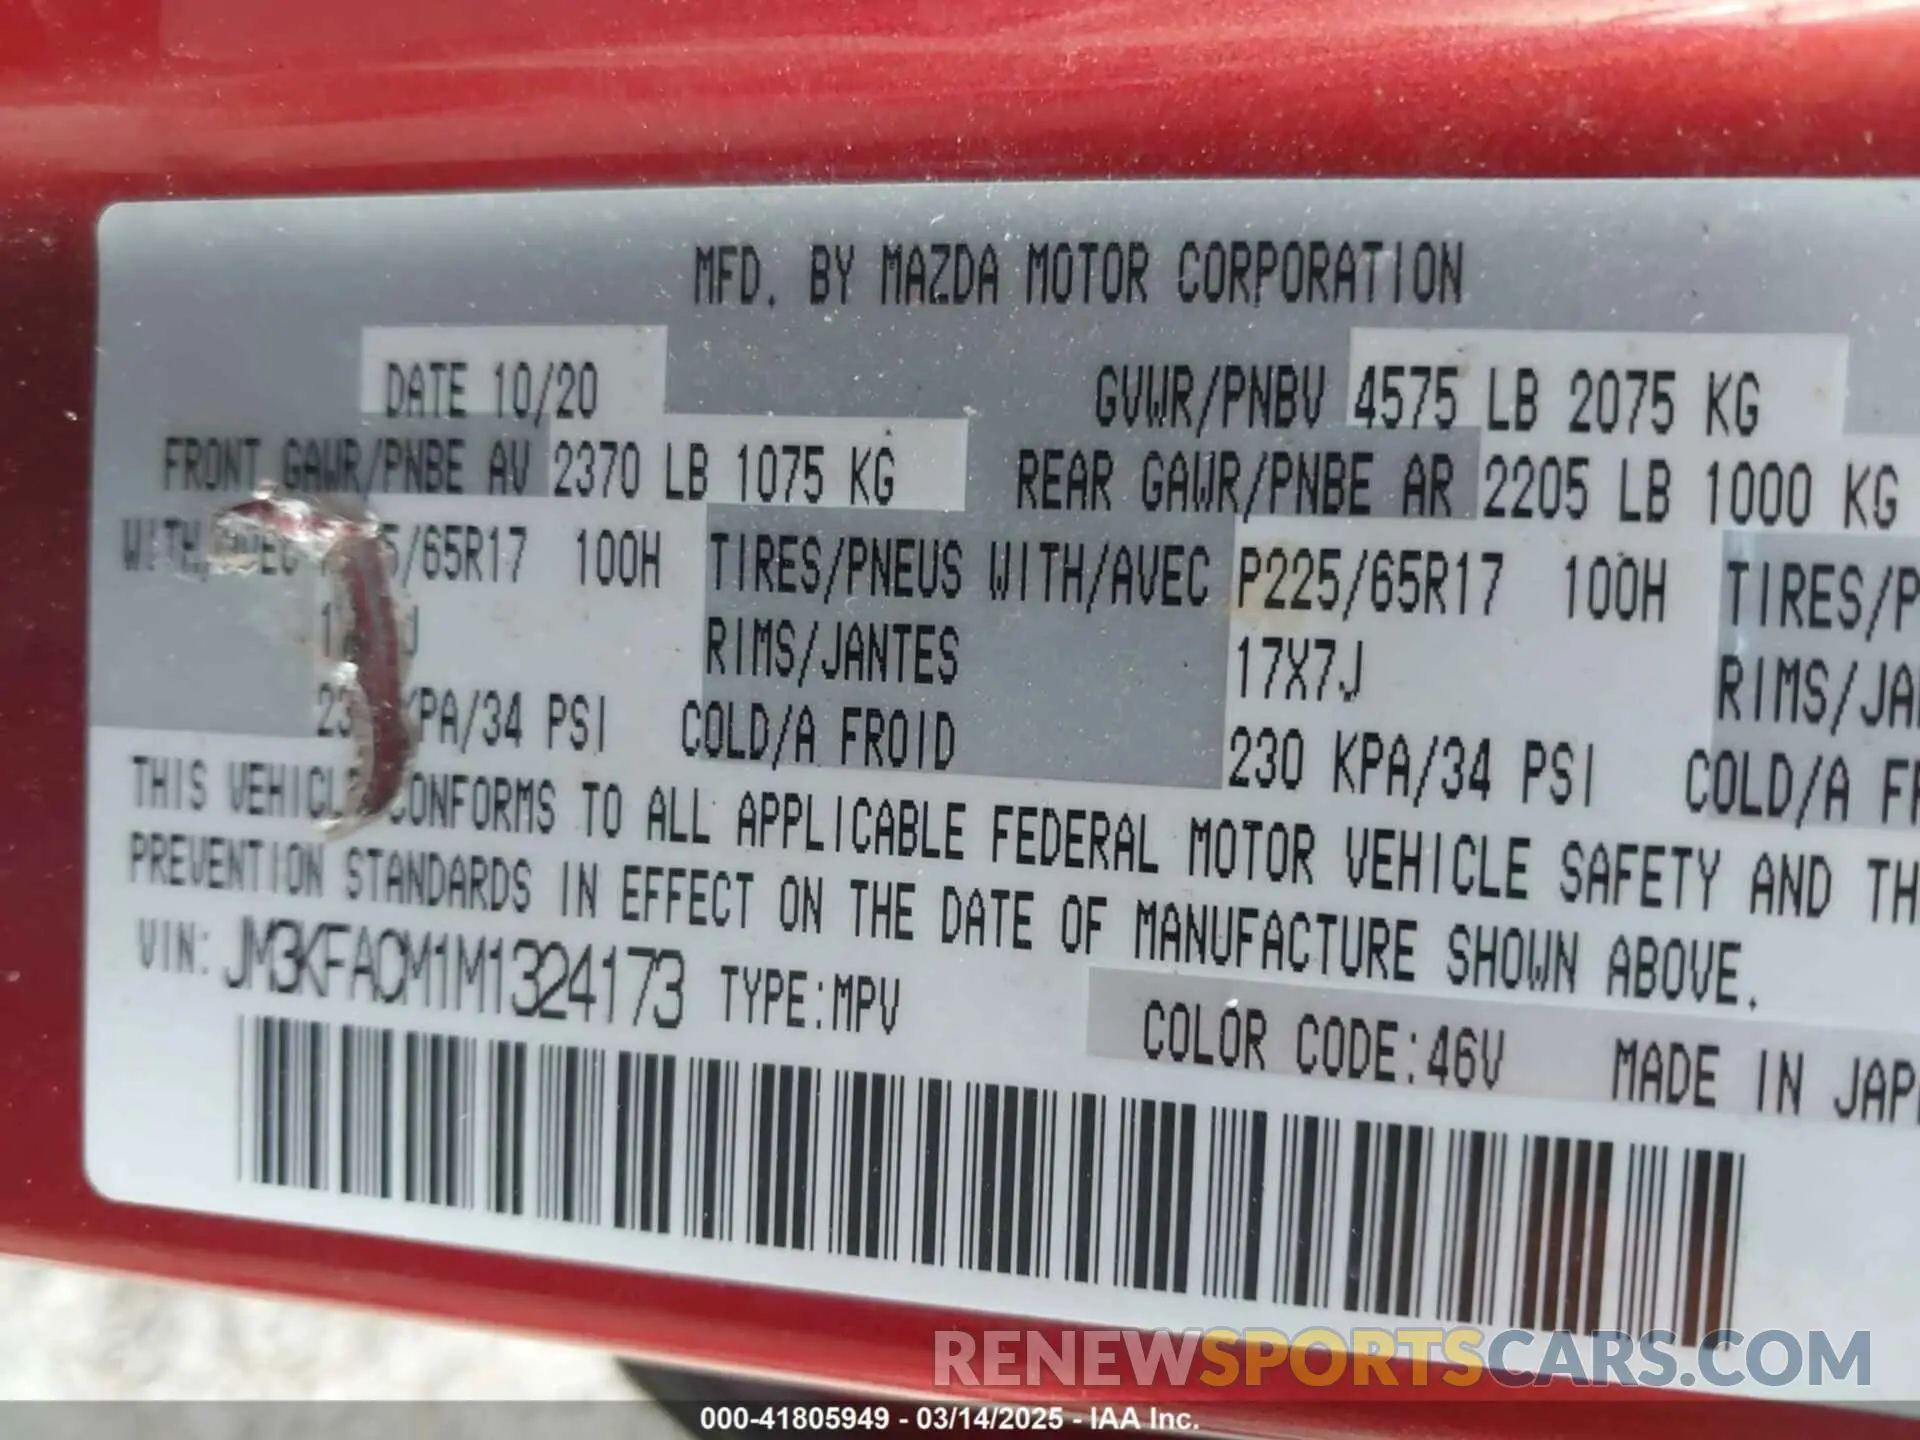 MFD. BY MAZDA MOTOR CORPORATION
DATE 10/20 GVWR/PNBV 4575 LB 2075 KG
FRONT GAWR/PNBE AV 2370 LB 1075 KG REAR GAWR/PNBE AR 2205 LB 1000 KG
5/65R17 100H TIRES/PNEUS WITH/AVEC P225/65R17 100H TIRES/P
RIMS/JANTES 17X7J RIMS/JA
KPA/34 PSI COLD/A FROID 230 KPA/34 PSI COLD/A F
THIS VEHICLE CONFORMS TO ALL APPLICABLE FEDERAL MOTOR VEHICLE SAFETY AND TH
PREVENTION STANDARDS IN EFFECT ON THE DATE OF MANUFACTURE SHOWN ABOVE.
VIN: JM3KFACM1M1324173 TYPE:MPV
COLOR CODE:46V MADE IN JAP
RENEWSPORTSCARS.COM
000-41805949 - 03/14/2025 - IAA Inc.